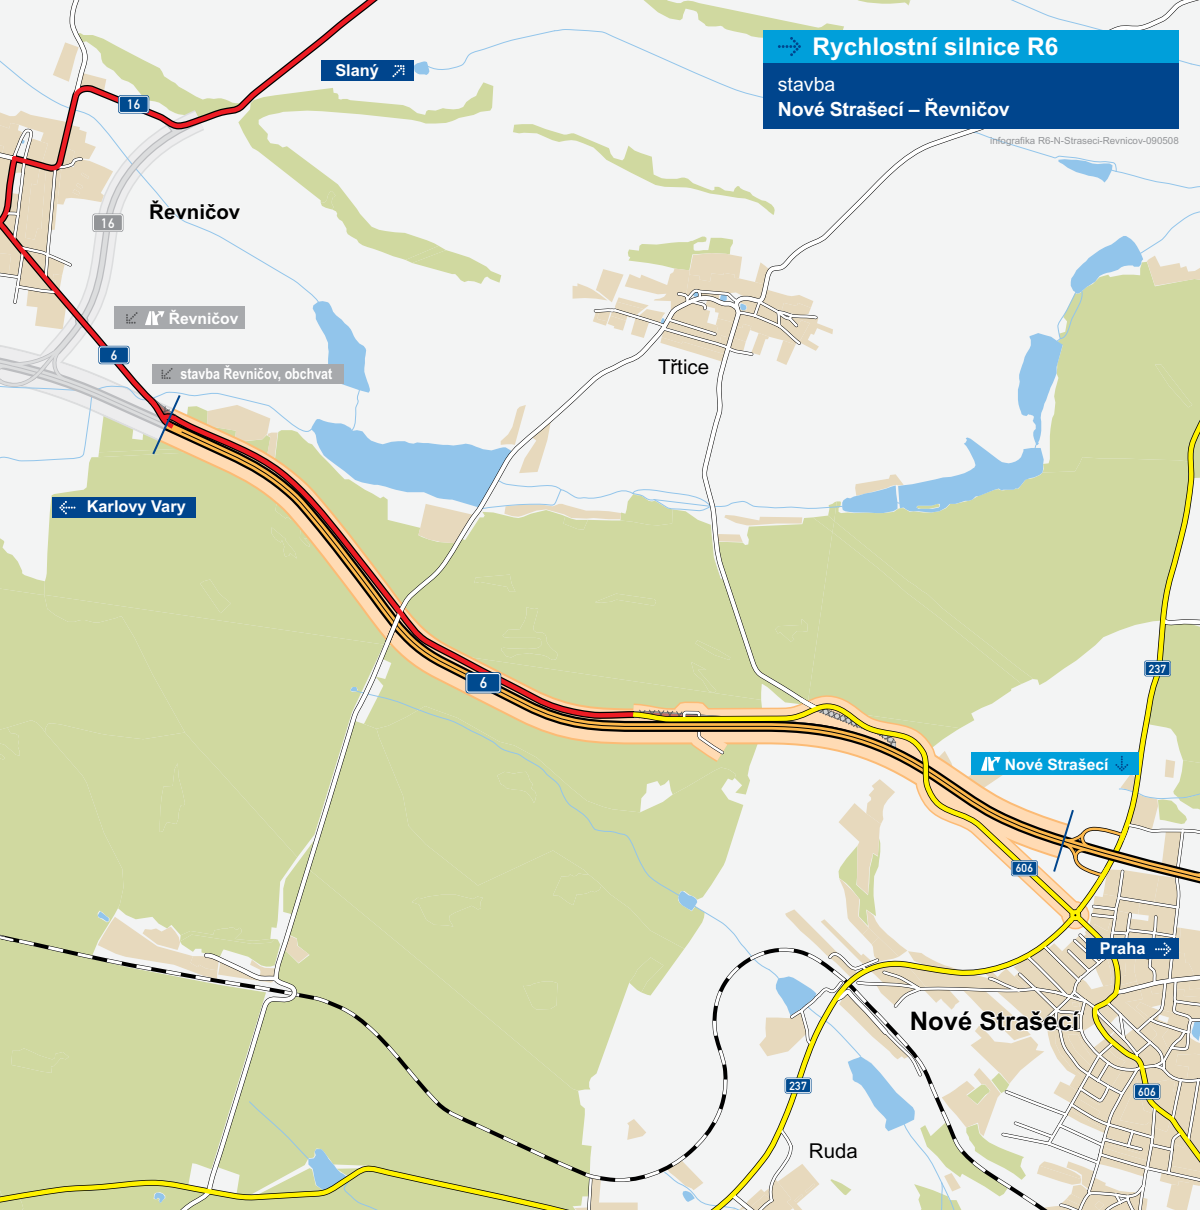 Rychlostní silnice R6
stavba
Nové Strašecí – Řevničov
Infografika R6-N-Straseci-Revnicov-090508
Slaný
16
Řevničov
16
Řevničov
6
stavba Řevničov, obchvat
Třtice
Karlovy Vary
237
6
Nové Strašecí
606
Praha
Nové Strašecí
237
606
Ruda